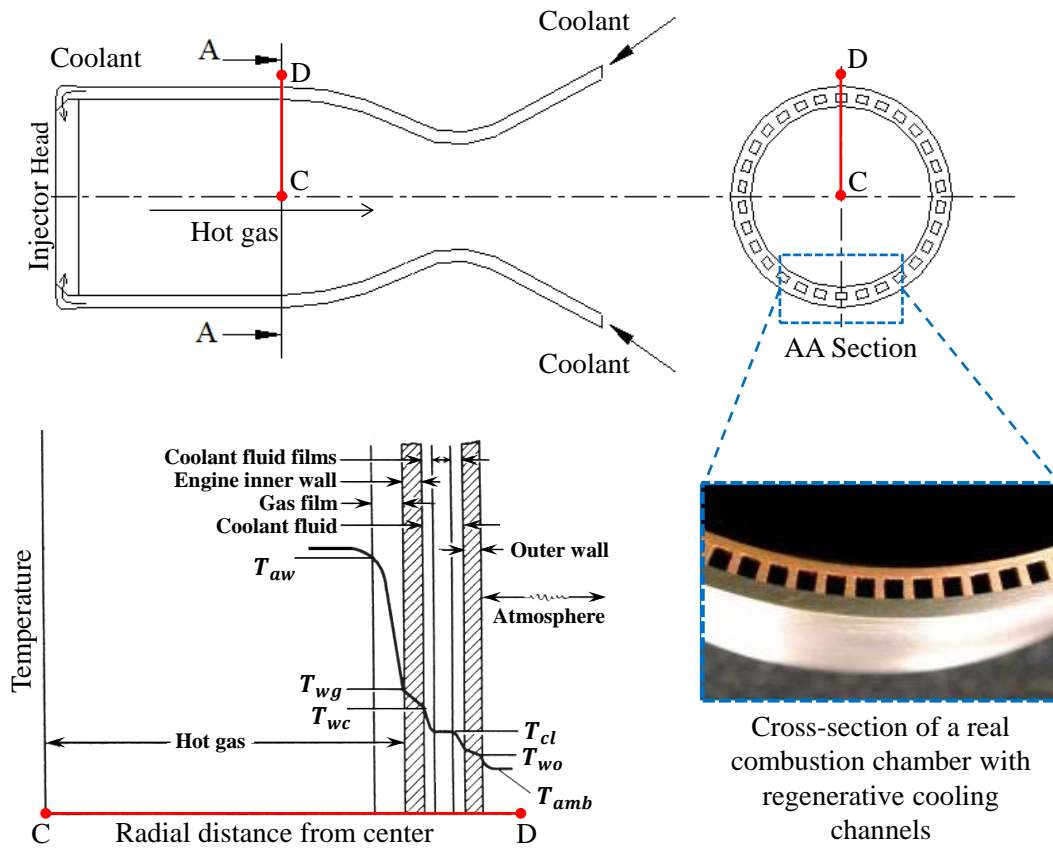 Coolant
Coolant
A
D
D
C
C
Injector Head
Hot gas
A
Coolant
AA Section
Coolant fluid films
Engine inner wall
Gas film
Coolant fluid
Outer wall
Atmosphere
Temperature
T_aw
T_wg
T_wc
T_cl
T_wo
T_amb
Hot gas
C
Radial distance from center
D
Cross-section of a real
combustion chamber with
regenerative cooling
channels